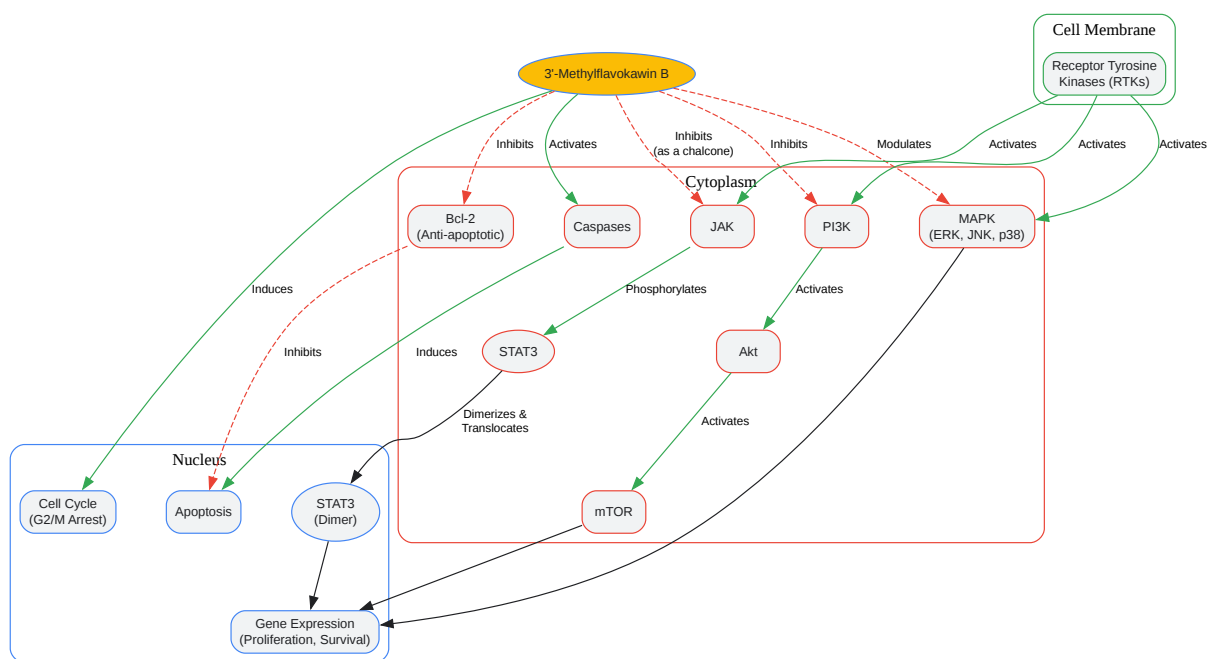 Cell Membrane
3'-Methylflavokawin B
Receptor Tyrosine
Kinases (RTKs)
Inhibits
Activates
Inhibits
(as a chalcone)
Inhibits
Modulates
Activates
Activates
Activates
Cytoplasm
Bcl-2
(Anti-apoptotic)
Caspases
JAK
PI3K
MAPK
(ERK, JNK, p38)
Induces
Phosphorylates
Activates
Inhibits
Induces
STAT3
Akt
Dimerizes &
Translocates
Activates
Nucleus
Cell Cycle
(G2/M Arrest)
Apoptosis
STAT3
(Dimer)
mTOR
Gene Expression
(Proliferation, Survival)